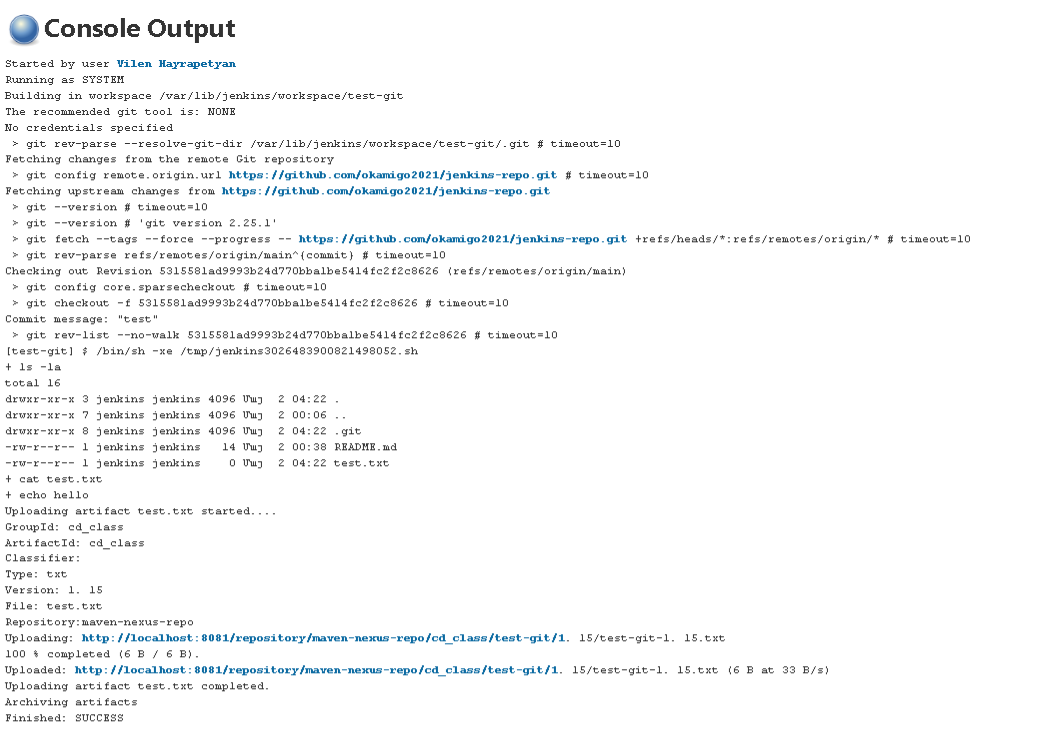 Console Output
Started by user Vilen Hayrapetyan
Running as SYSTEM
Building in workspace /var/lib/jenkins/workspace/test-git
The recommended git tool is: NONE
No credentials specified
> git rev-parse --resolve-git-dir /var/lib/jenkins/workspace/test-git/.git # timeout=10
Fetching changes from the remote Git repository
> git config remote.origin.url https://github.com/okamigo2021/jenkins-repo.git # timeout=10
Fetching upstream changes from https://github.com/okamigo2021/jenkins-repo.git
> git --version # timeout=10
> git --version # 'git version 2.25.1'
> git fetch --tags --force --progress -- https://github.com/okamigo2021/jenkins-repo.git +refs/heads/*:refs/remotes/origin/* # timeout=10
> git rev-parse refs/remotes/origin/main^{commit} # timeout=10
Checking out Revision 5315581ad9993b24d770bba1be5414fc2f2c8626 (refs/remotes/origin/main)
> git config core.sparsecheckout # timeout=10
> git checkout -f 5315581ad9993b24d770bba1be5414fc2f2c8626 # timeout=10
Commit message: "test"
> git rev-list --no-walk 5315581ad9993b24d770bba1be5414fc2f2c8626 # timeout=10
[test-git] $ /bin/sh -xe /tmp/jenkins3026483900821498052.sh
+ ls -la
total 16
drwxr-xr-x 3 jenkins jenkins 4096 Մայ  2 04:22 .
drwxr-xr-x 7 jenkins jenkins 4096 Մայ  2 00:06 ..
drwxr-xr-x 8 jenkins jenkins 4096 Մայ  2 04:22 .git
-rw-r--r-- 1 jenkins jenkins   14 Մայ  2 00:38 README.md
-rw-r--r-- 1 jenkins jenkins    0 Մայ  2 04:22 test.txt
+ cat test.txt
+ echo hello
Uploading artifact test.txt started....
GroupId: cd_class
ArtifactId: cd_class
Classifier:
Type: txt
Version: 1. 15
File: test.txt
Repository:maven-nexus-repo
Uploading: http://localhost:8081/repository/maven-nexus-repo/cd_class/test-git/1. 15/test-git-1. 15.txt
100 % completed (6 B / 6 B).
Uploaded: http://localhost:8081/repository/maven-nexus-repo/cd_class/test-git/1. 15/test-git-1. 15.txt (6 B at 33 B/s)
Uploading artifact test.txt completed.
Archiving artifacts
Finished: SUCCESS